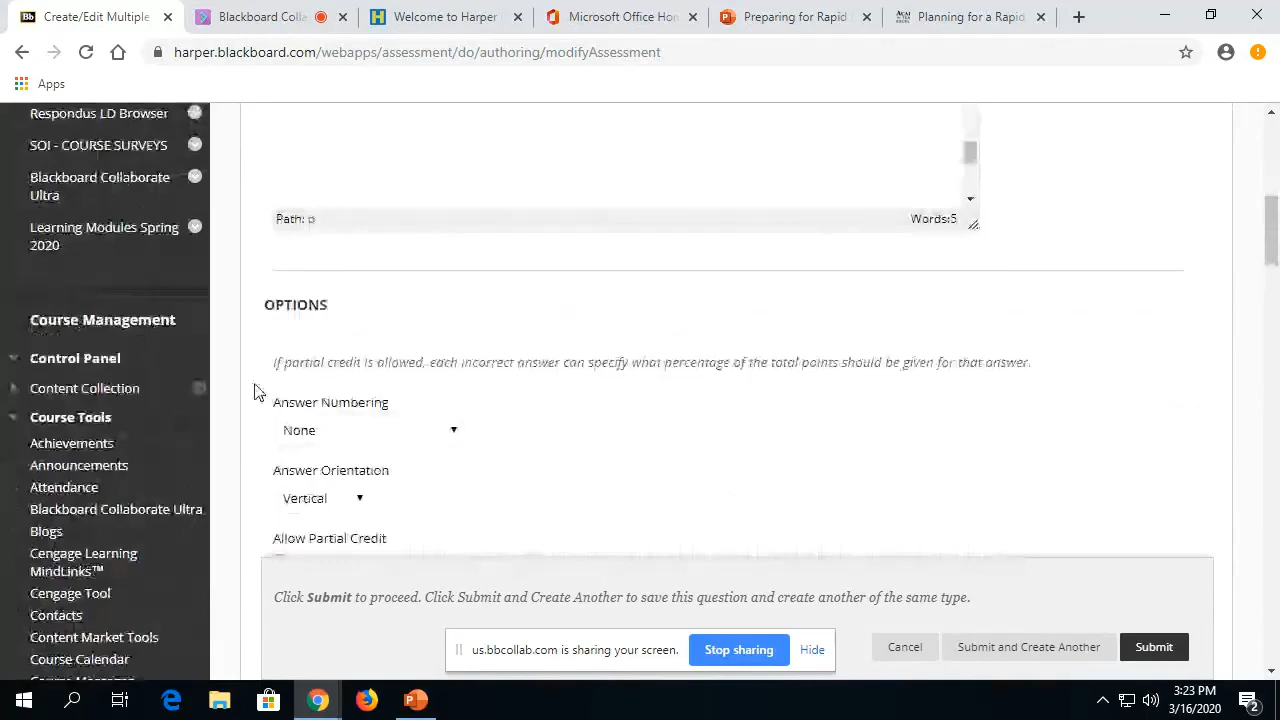 Create/Edit Multiple
Blackboard Colla
Welcome to Harper
Microsoft Office Hon
Preparing for Rapid
Planning for a Rapid
harper.blackboard.com/webapps/assessment/do/authoring/modifyAssessment
Apps
Respondus LD Browser
SOI - COURSE SURVEYS
Blackboard Collaborate
Ultra
Learning Modules Spring
2020
Course Management
Control Panel
Content Collection
Course Tools
Achievements
Announcements
Attendance
Blackboard Collaborate Ultra
Blogs
Cengage Learning
MindLinks™
Cengage Tool
Contacts
Content Market Tools
Course Calendar
Path: p
Words:5
OPTIONS
If partial credit is allowed, each incorrect answer can specify what percentage of the total points should be given for that answer.
Answer Numbering
None
Answer Orientation
Vertical
Allow Partial Credit
Click Submit to proceed. Click Submit and Create Another to save this question and create another of the same type.
us.bbcollab.com is sharing your screen.
Stop sharing
Hide
Cancel
Submit and Create Another
Submit
3:23 PM
3/16/2020
2